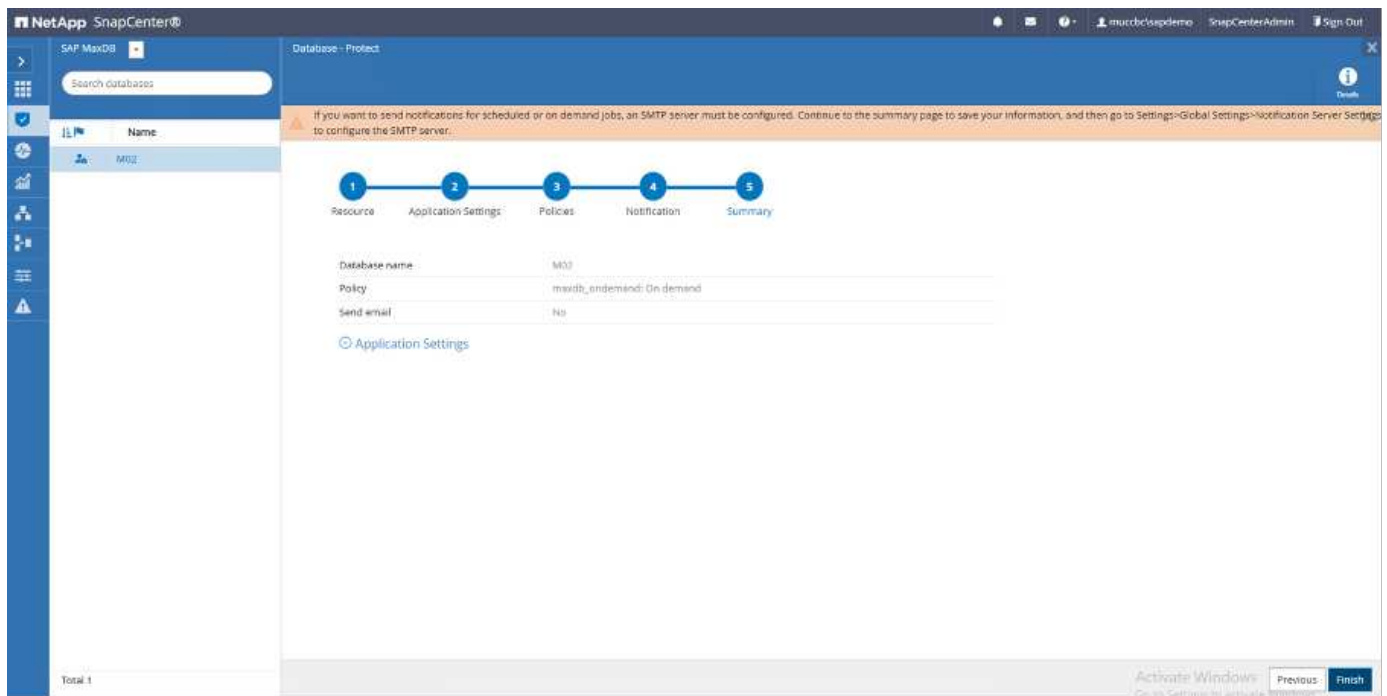 NetApp SnapCenter®
muccbc\sapdemo SnapCenterAdmin Sign Out
SAP MaxDB
Database - Protect
Search databases
Details
If you want to send notifications for scheduled or on demand jobs, an SMTP server must be configured. Continue to the summary page to save your information, and then go to Settings>Global Settings>Notification Server Settings
to configure the SMTP server.
Name
M02
1 2 3 4 5
Resource Application Settings Policies Notification Summary
Database name M02
Policy maxdb_ondemand: On demand
Send email No
Application Settings
Total 1
Activate Windows
Previous Finish